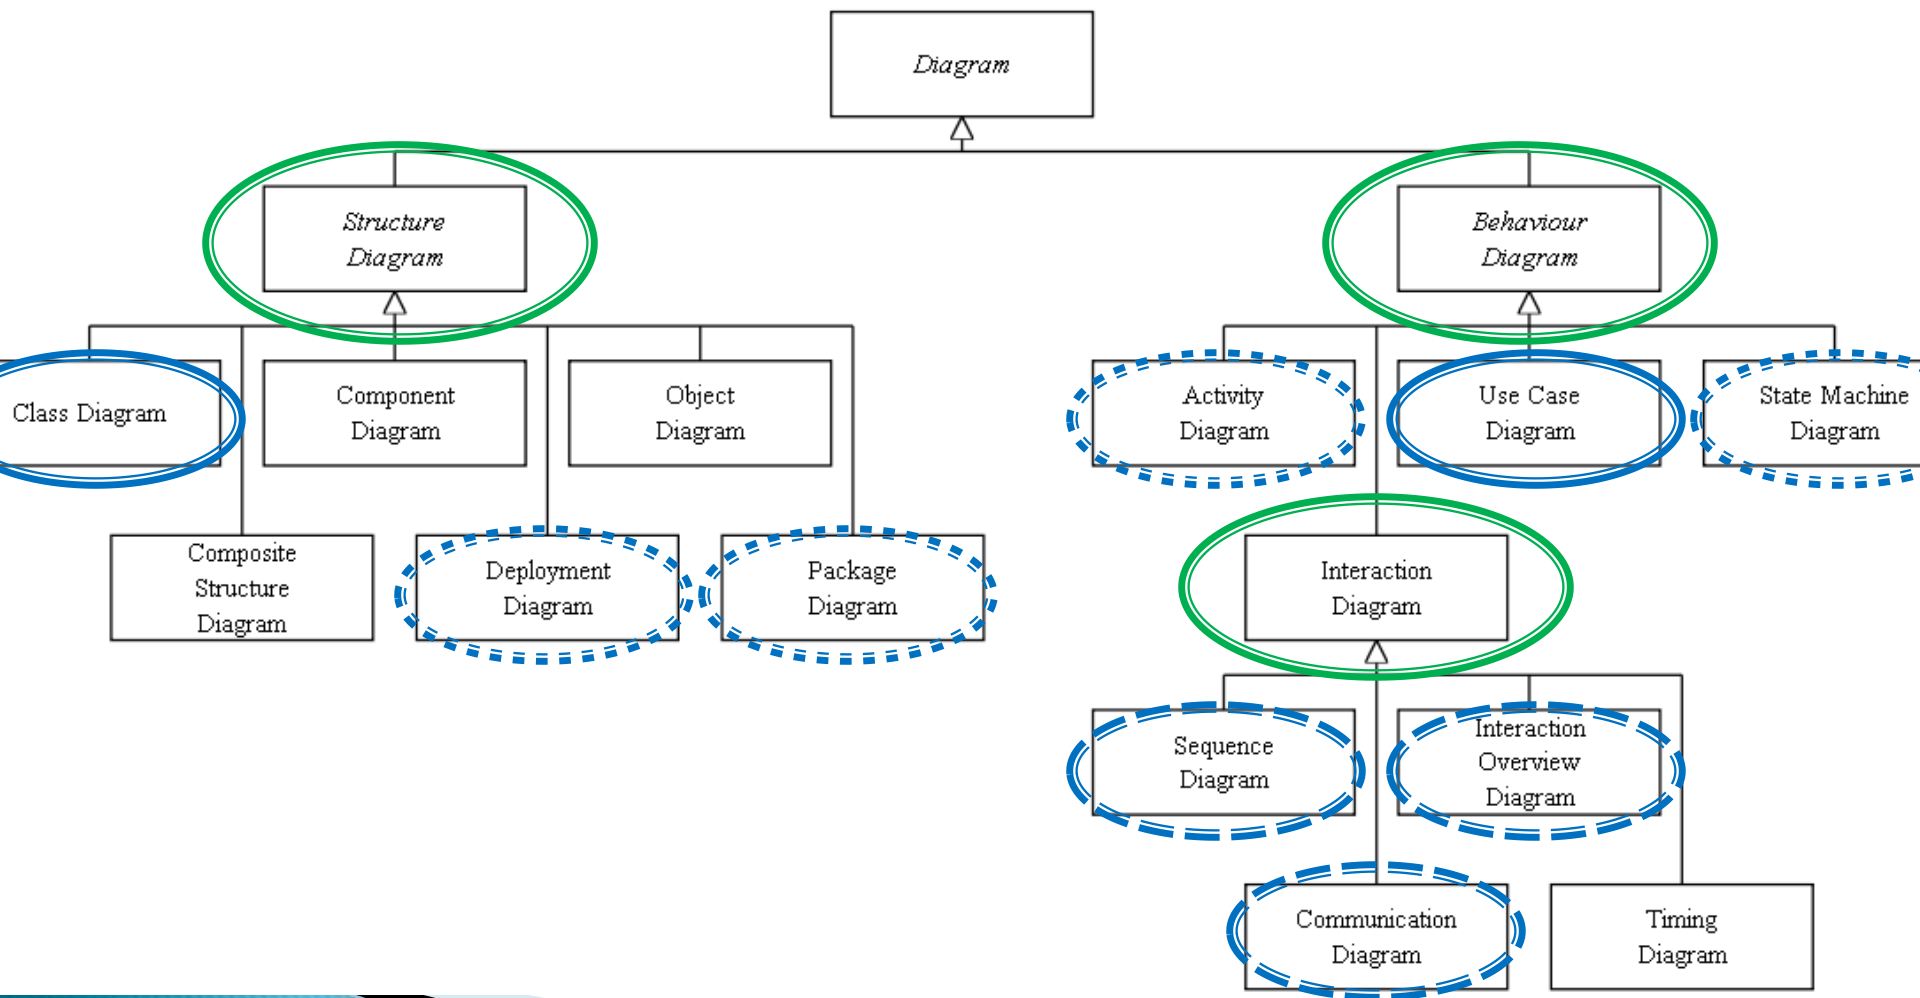 Diagram
Structure
Diagram
Behaviour
Diagram
Class Diagram
Component
Diagram
Object
Diagram
Activity
Diagram
Use Case
Diagram
State Machine
Diagram
Composite
Structure
Diagram
Deployment
Diagram
Package
Diagram
Interaction
Diagram
Sequence
Diagram
Interaction
Overview
Diagram
Communication
Diagram
Timing
Diagram